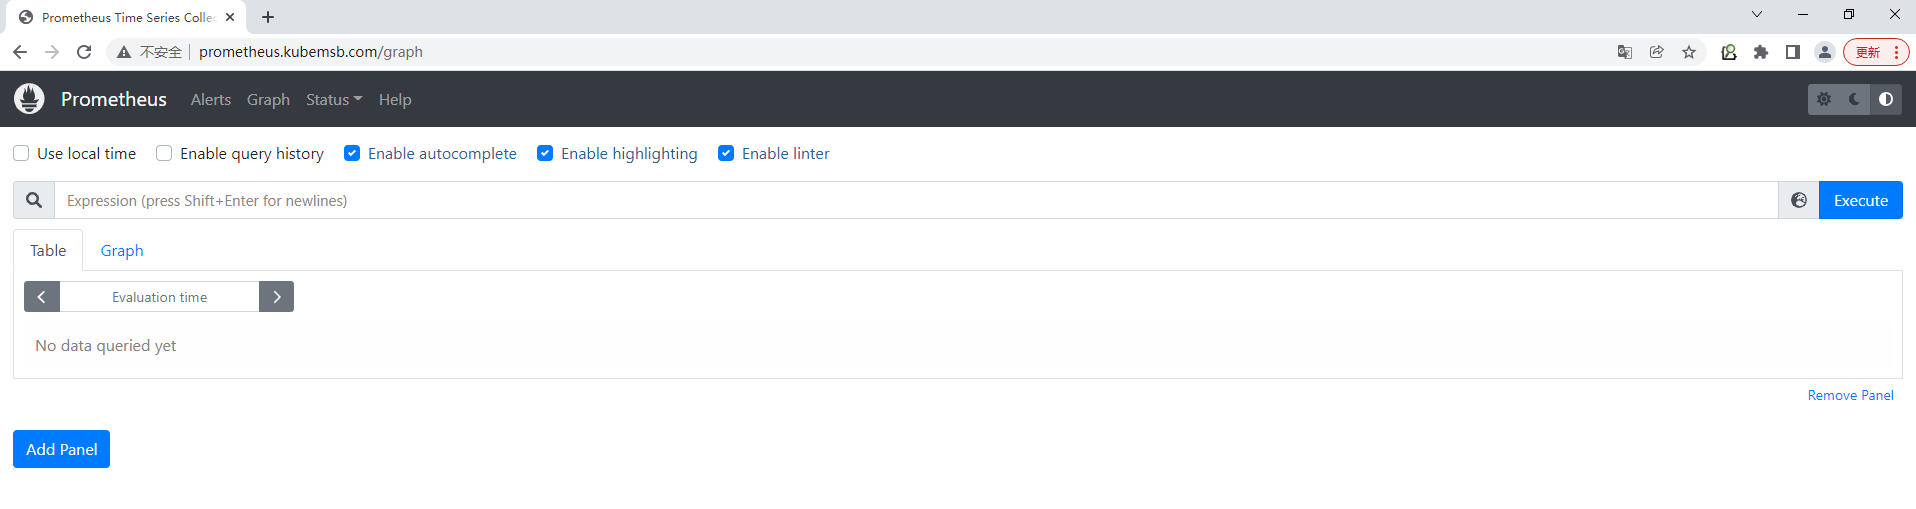 Prometheus Time Series Collec
不安全 prometheus.kubemsb.com/graph
更新
Prometheus Alerts Graph Status Help
Use local time Enable query history Enable autocomplete Enable highlighting Enable linter
Expression (press Shift+Enter for newlines)
Execute
Table Graph
Evaluation time
No data queried yet
Remove Panel
Add Panel